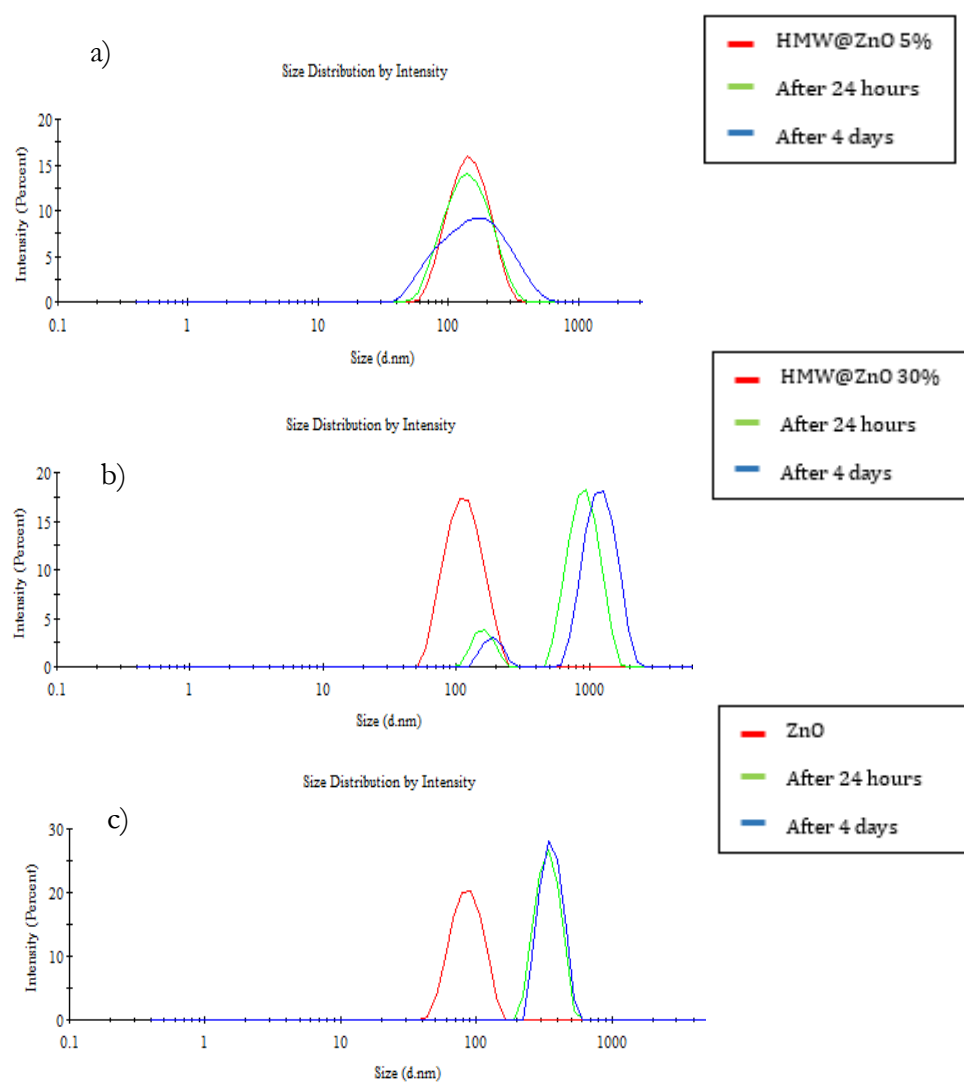 HMW@ZnO 5%
After 24 hours
After 4 days
a)
Size Distribution by Intensity
20
15
10
5
0
Intensity (Percent)
0.1 1 10 100 1000
Size (d.nm)
HMW@ZnO 30%
After 24 hours
After 4 days
Size Distribution by Intensity
b)
20
15
10
5
0
Intensity (Percent)
0.1 1 10 100 1000
Size (d.nm)
ZnO
After 24 hours
After 4 days
Size Distribution by Intensity
c)
30
20
10
0
Intensity (Percent)
0.1 1 10 100 1000
Size (d.nm)